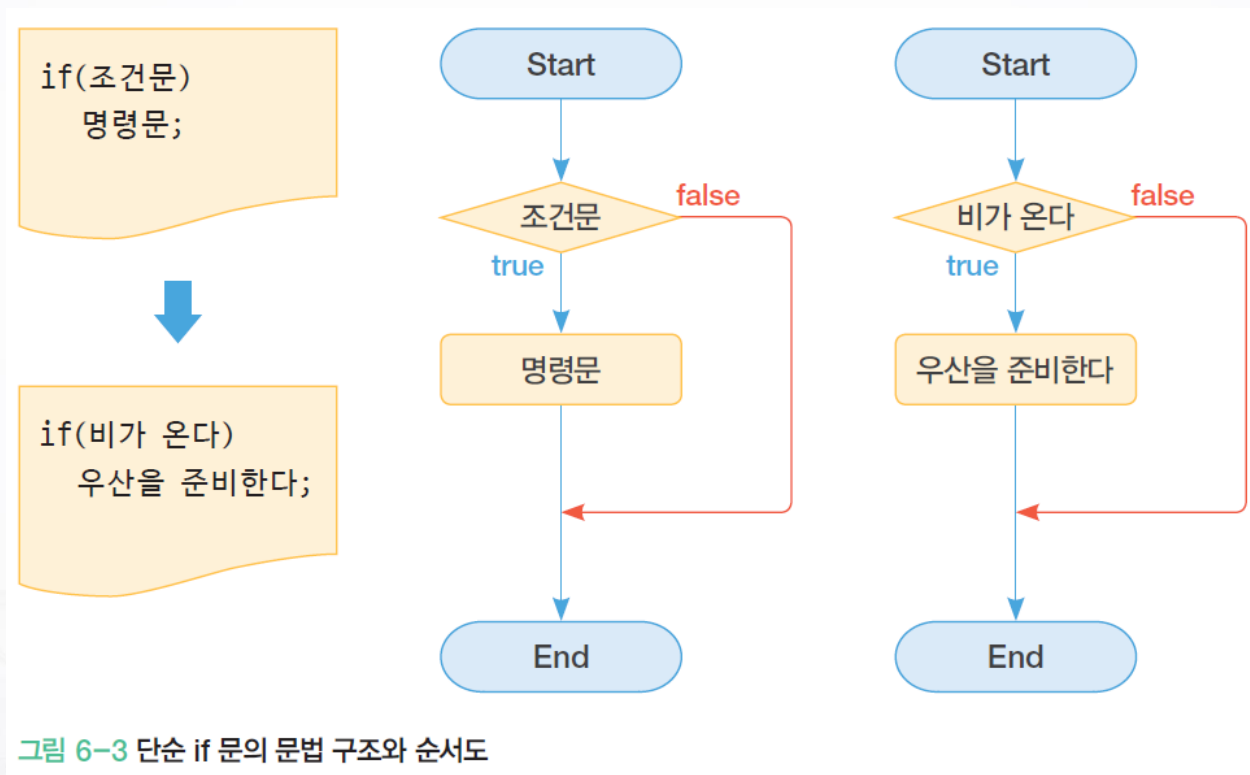 if(조건문)
명령문;
if(비가 온다)
우산을 준비한다;
Start
조건문
false
true
명령문
End
Start
비가 온다
false
true
우산을 준비한다
End
그림 6-3 단순 if 문의 문법 구조와 순서도